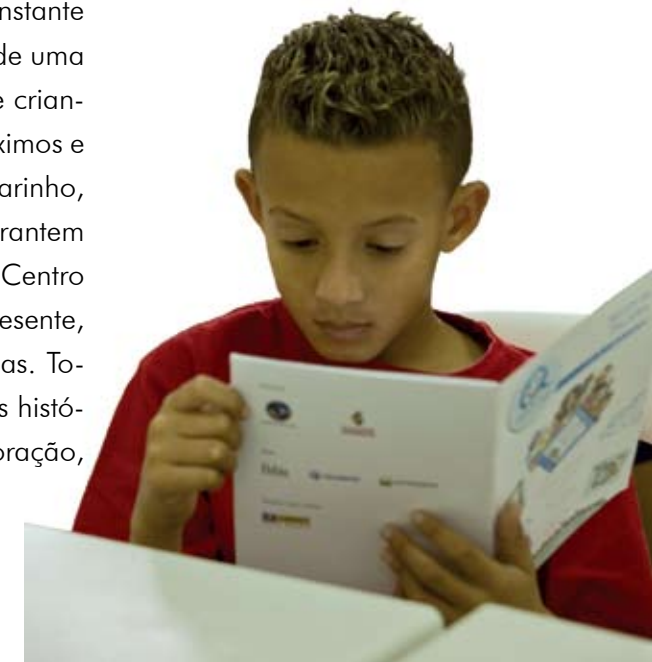 nstante
de uma
e crian-
ximos e
arinho,
rantem
Centro
esente,
as. To-
s histó-
oração,